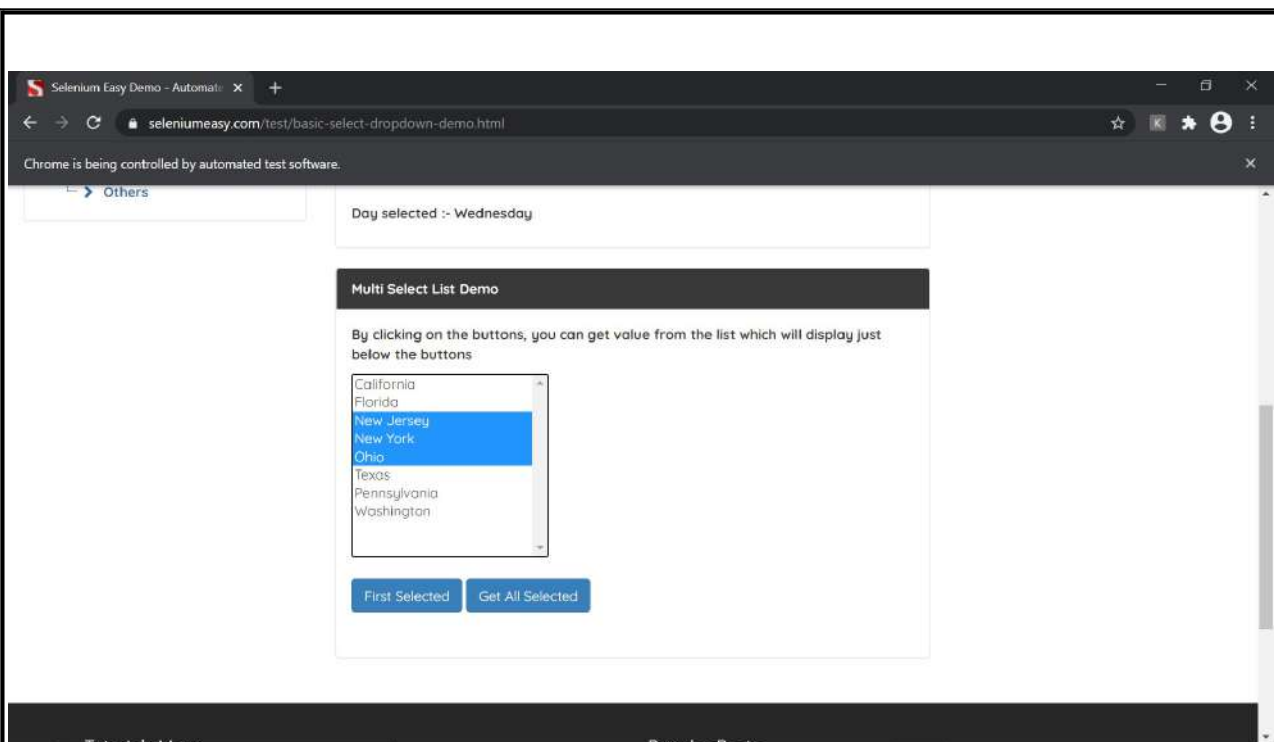 Selenium Easy Demo - Automat
seleniumeasy.com/test/basic-select-dropdown-demo.html
K
Chrome is being controlled by automated test software.
Others
Day selected :- Wednesday
Multi Select List Demo
By clicking on the buttons, you can get value from the list which will display just
below the buttons
California
Florida
New Jersey
New York
Ohio
Texas
Pennsylvania
Washington
First Selected Get All Selected